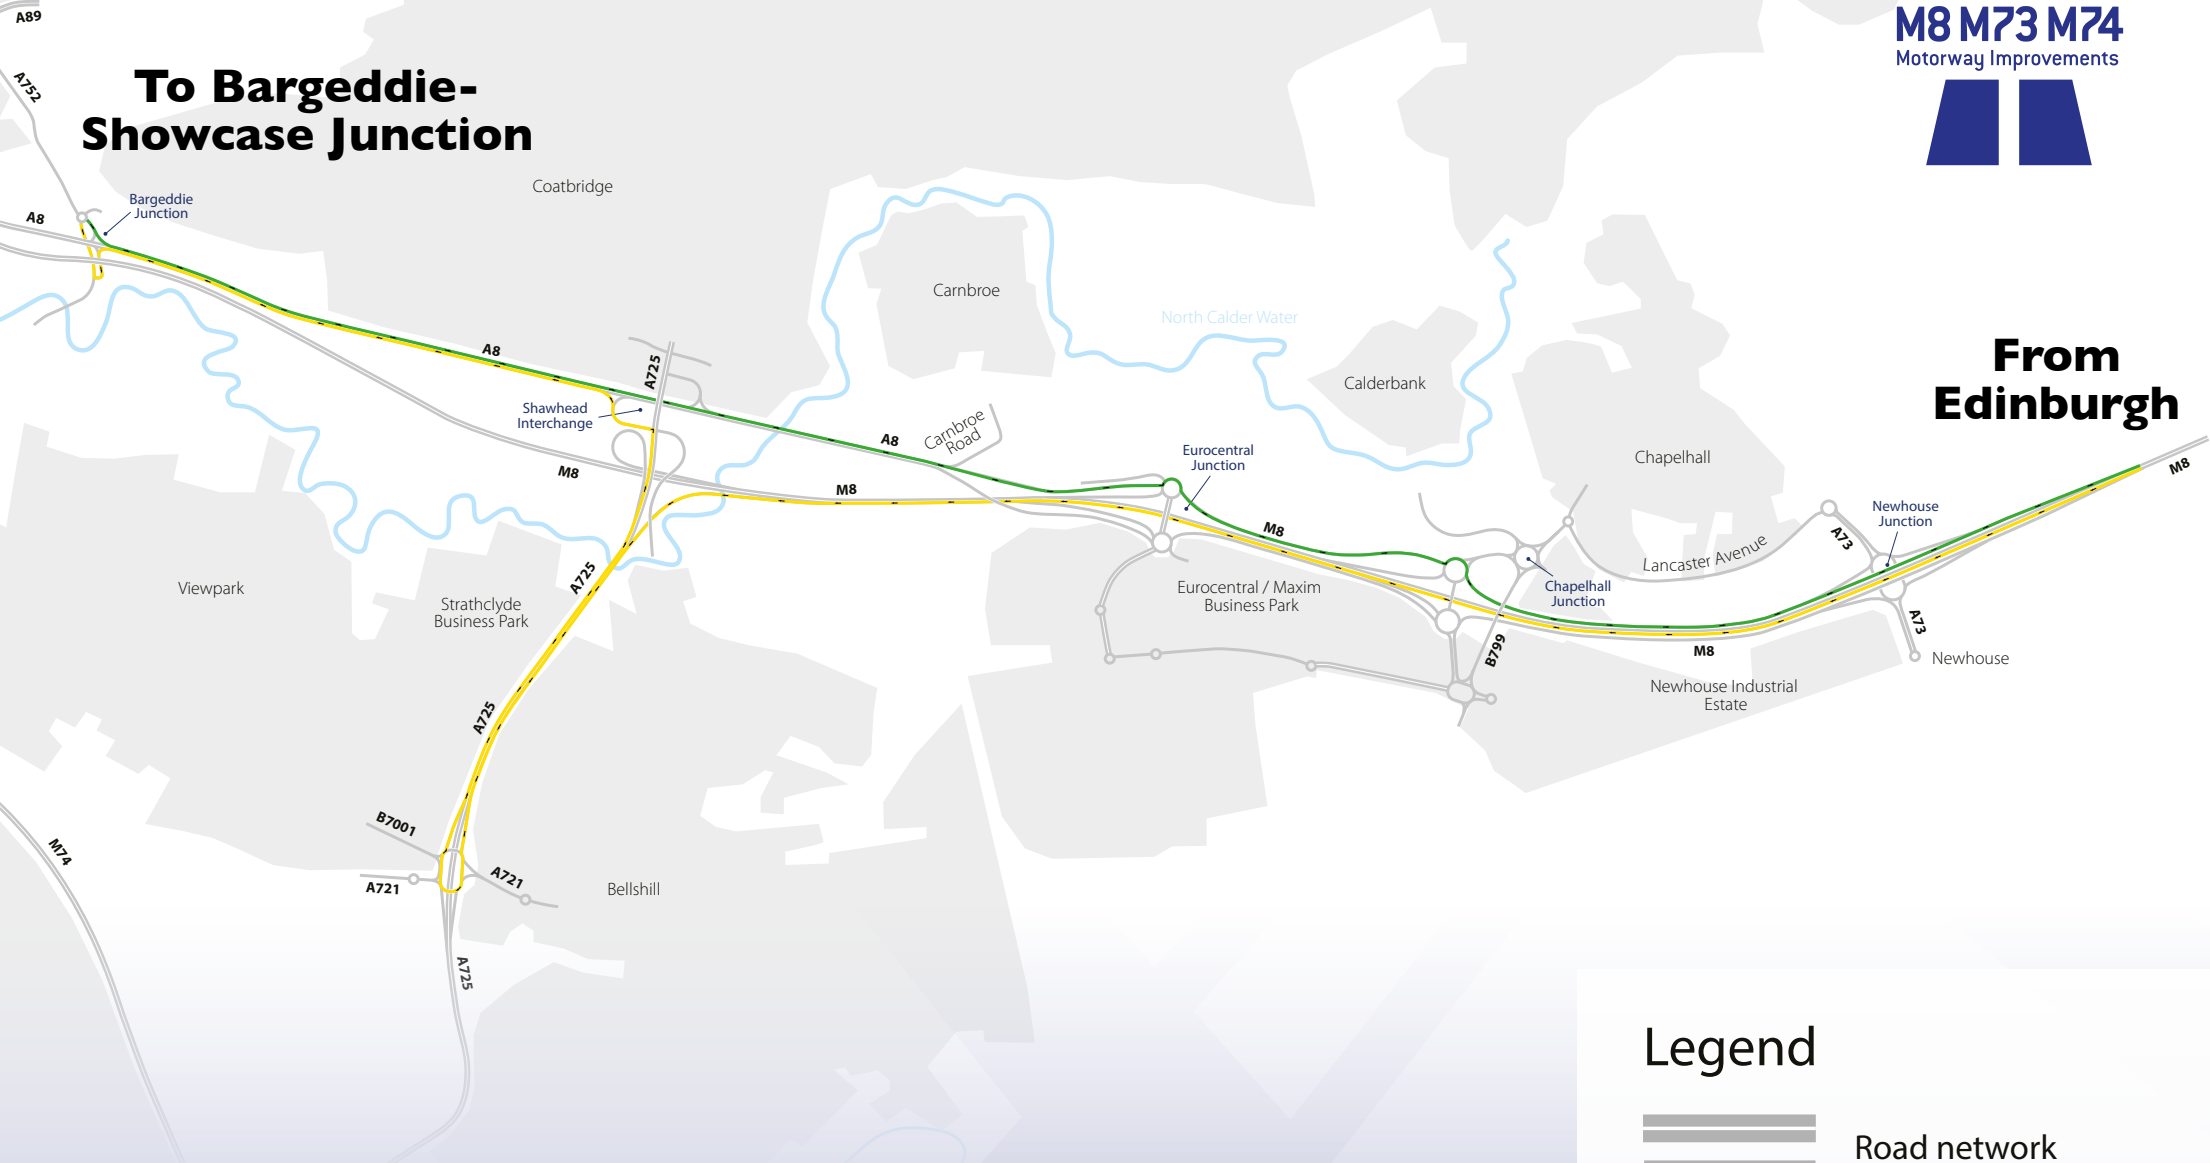 A89
M8 M73 M74
Motorway Improvements
A752
To Bargeddie-
Showcase Junction
Coatbridge
Bargeddie
Junction
A8
Carnbroe
North Calder Water
A8
A725
Calderbank
From
Edinburgh
Shawhead
Interchange
A8
Carnbroe
Road
Eurocentral
Junction
Chapelhall
M8
M8
M8
M8
Newhouse
Junction
A73
Lancaster Avenue
Viewpark
A725
Strathclyde
Business Park
Eurocentral / Maxim
Business Park
Chapelhall
Junction
A73
B799
M8
Newhouse
Newhouse Industrial
Estate
A725
B7001
M74
A721
A721
Bellshill
A725
Legend
Road network